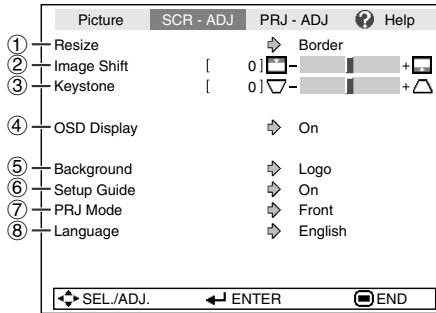 Picture SCR - ADJ PRJ - ADJ ? Help
① Resize Border
② Image Shift [ 0 ] - +
③ Keystone [ 0 ] - +
④ OSD Display On
⑤ Background Logo
⑥ Setup Guide On
⑦ PRJ Mode Front
⑧ Language English
SEL./ADJ. ENTER END